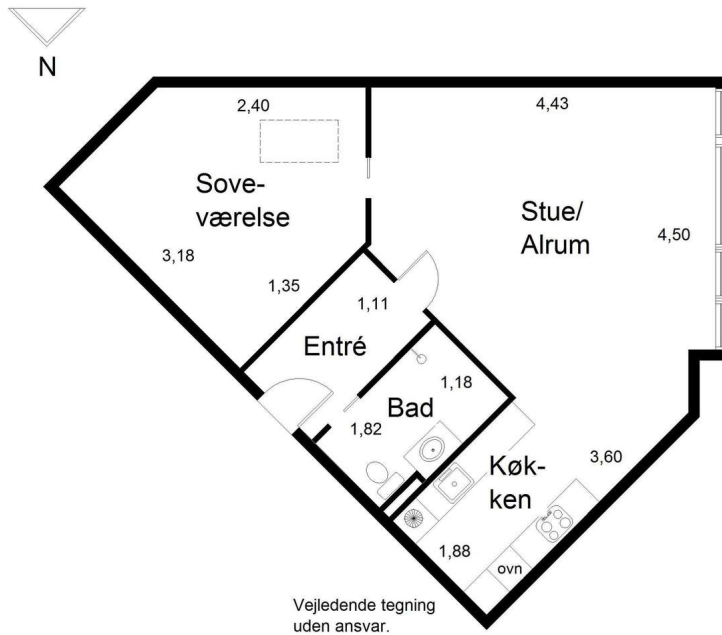 N
2,40
4,43
Sove-
værelse
Stue/
Alrum
4,50
3,18
1,35
1,11
Entré
1,18
Bad
1,82
Køk-
ken
3,60
1,88
ovn
Vejledende tegning
uden ansvar.